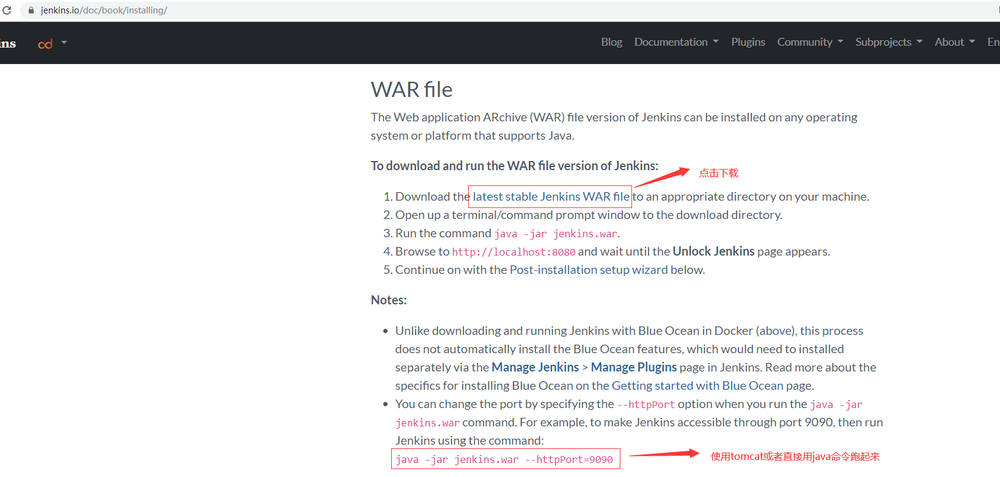 jenkins.io/doc/book/installing/
ins cd Blog Documentation Plugins Community Subprojects About En
WAR file
The Web application ARchive (WAR) file version of Jenkins can be installed on any operating
system or platform that supports Java.
To download and run the WAR file version of Jenkins:
点击下载
1. Download the latest stable Jenkins WAR file to an appropriate directory on your machine.
2. Open up a terminal/command prompt window to the download directory.
3. Run the command java -jar jenkins.war.
4. Browse to http://localhost:8080 and wait until the Unlock Jenkins page appears.
5. Continue on with the Post-installation setup wizard below.
Notes:
• Unlike downloading and running Jenkins with Blue Ocean in Docker (above), this process
does not automatically install the Blue Ocean features, which would need to installed
separately via the Manage Jenkins > Manage Plugins page in Jenkins. Read more about the
specifics for installing Blue Ocean on the Getting started with Blue Ocean page.
• You can change the port by specifying the --httpPort option when you run the java -jar
jenkins.war command. For example, to make Jenkins accessible through port 9090, then run
Jenkins using the command:
java -jar jenkins.war --httpPort=9090
使用tomcat或者直接用java命令跑起来